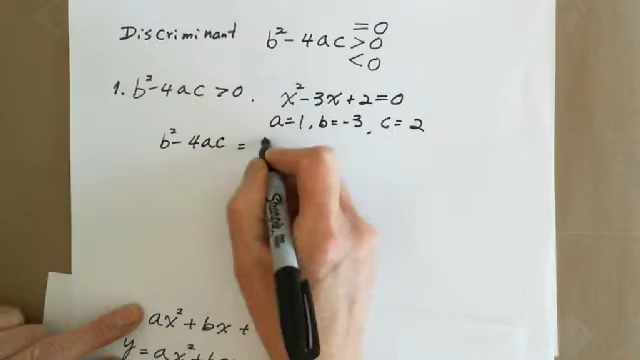 Discriminant b² - 4ac = 0
> 0
< 0
1. b² - 4ac > 0. x² - 3x + 2 = 0
a = 1, b = -3, c = 2
b² - 4ac =
Sharpie
ax² + bx +
y = ax² + b